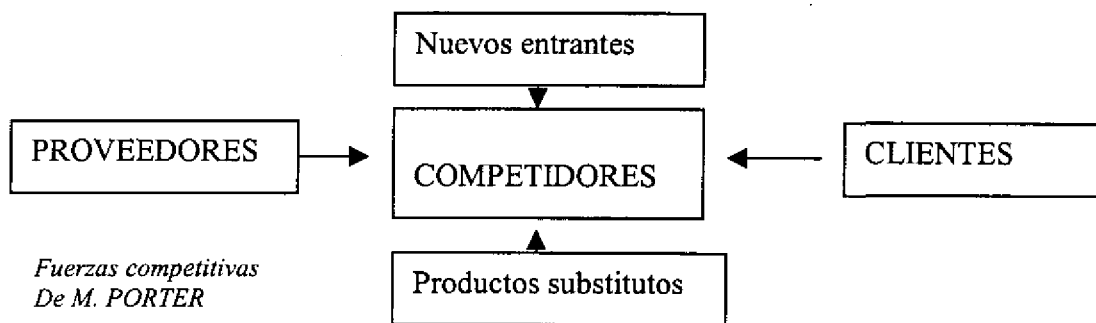 Nuevos entrantes
PROVEEDORES
COMPETIDORES
CLIENTES
Fuerzas competitivas
De M. PORTER
Productos substitutos